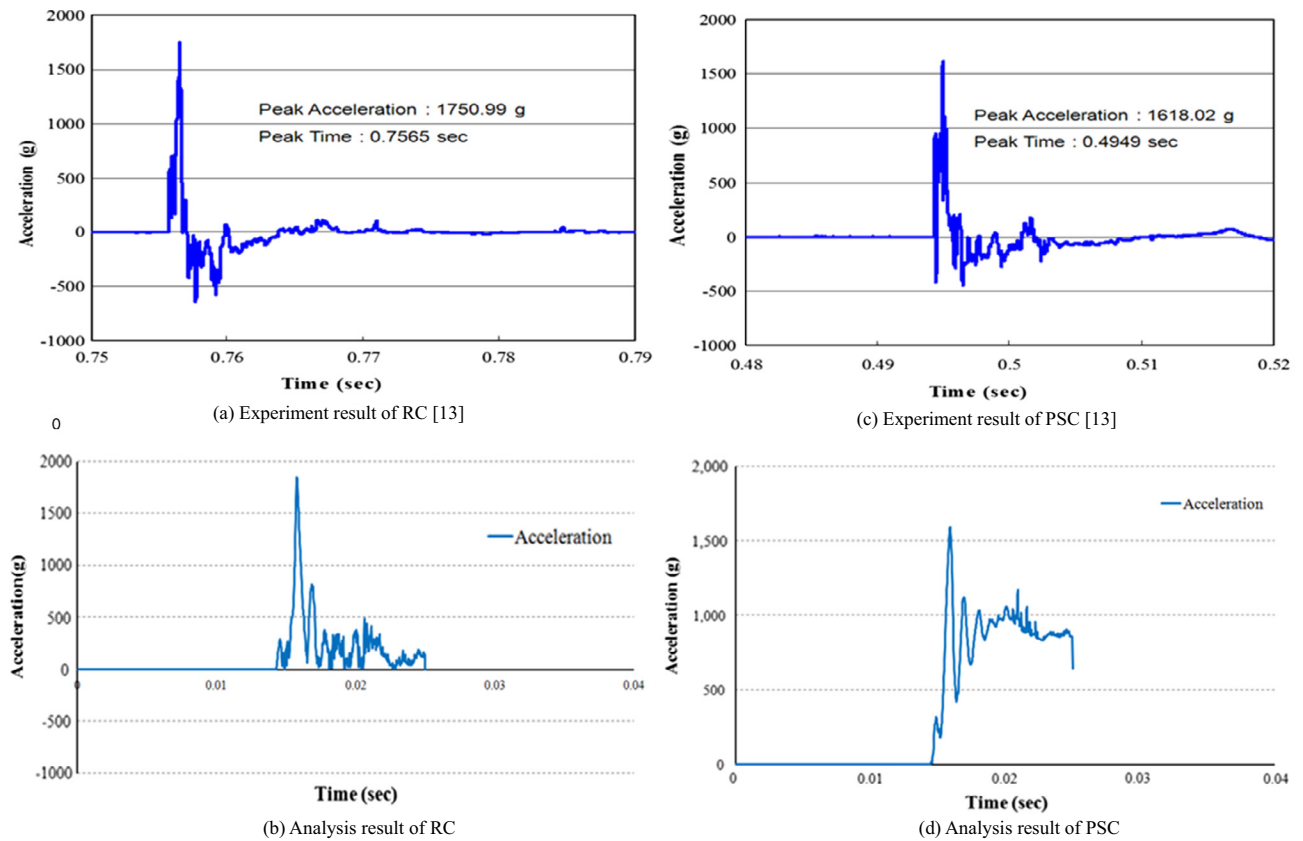 2000
1500
1000
500
0
-500
-1000
Acceleration (g)
Peak Acceleration : 1750.99 g
Peak Time : 0.7565 sec
0.75 0.76 0.77 0.78 0.79
Time (sec)
(a) Experiment result of RC [13]
2000
1500
1000
500
0
-500
-1000
Acceleration (g)
Peak Acceleration : 1618.02 g
Peak Time : 0.4949 sec
0.48 0.49 0.5 0.51 0.52
Time (sec)
(c) Experiment result of PSC [13]
0
2000
1500
1000
500
0
-500
-1000
Acceleration(g)
Acceleration
0 0.01 0.02 0.03 0.04
Time (sec)
(b) Analysis result of RC
2,000
1,500
1,000
500
0
Acceleration (g)
Acceleration
0 0.01 0.02 0.03 0.04
Time (sec)
(d) Analysis result of PSC